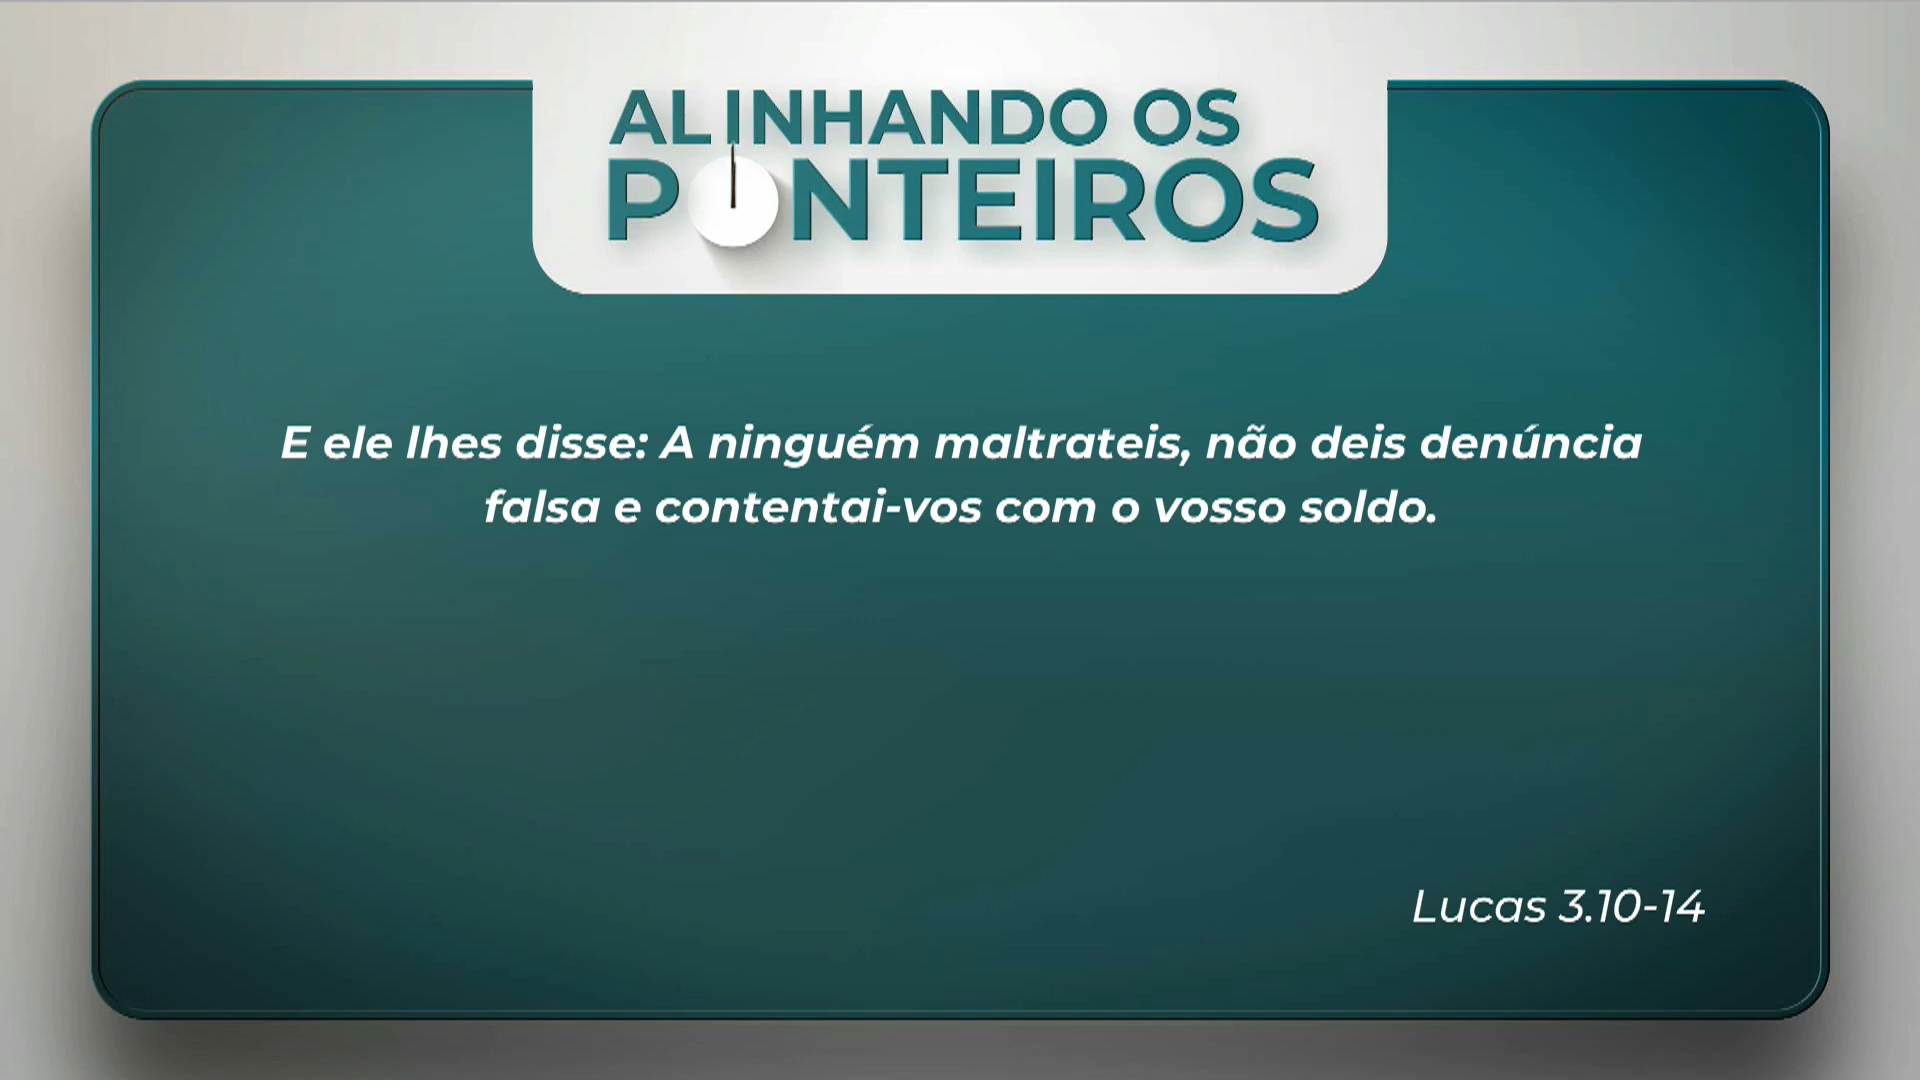 ALINHANDO OS
PONTEIROS
E ele lhes disse: A ninguém maltrateis, não deis denúncia
falsa e contentai-vos com o vosso soldo.
Lucas 3.10-14